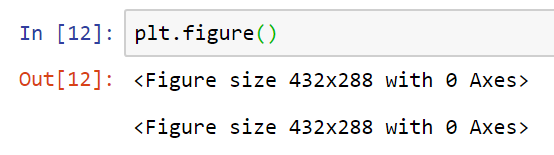 In [12]: plt.figure()
Out[12]: <Figure size 432x288 with 0 Axes>
<Figure size 432x288 with 0 Axes>